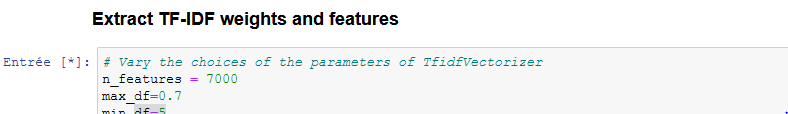 Extract TF-IDF weights and features
Entrée [*]: # Vary the choices of the parameters of TfidfVectorizer
n_features = 7000
max_df=0.7
min_df=5